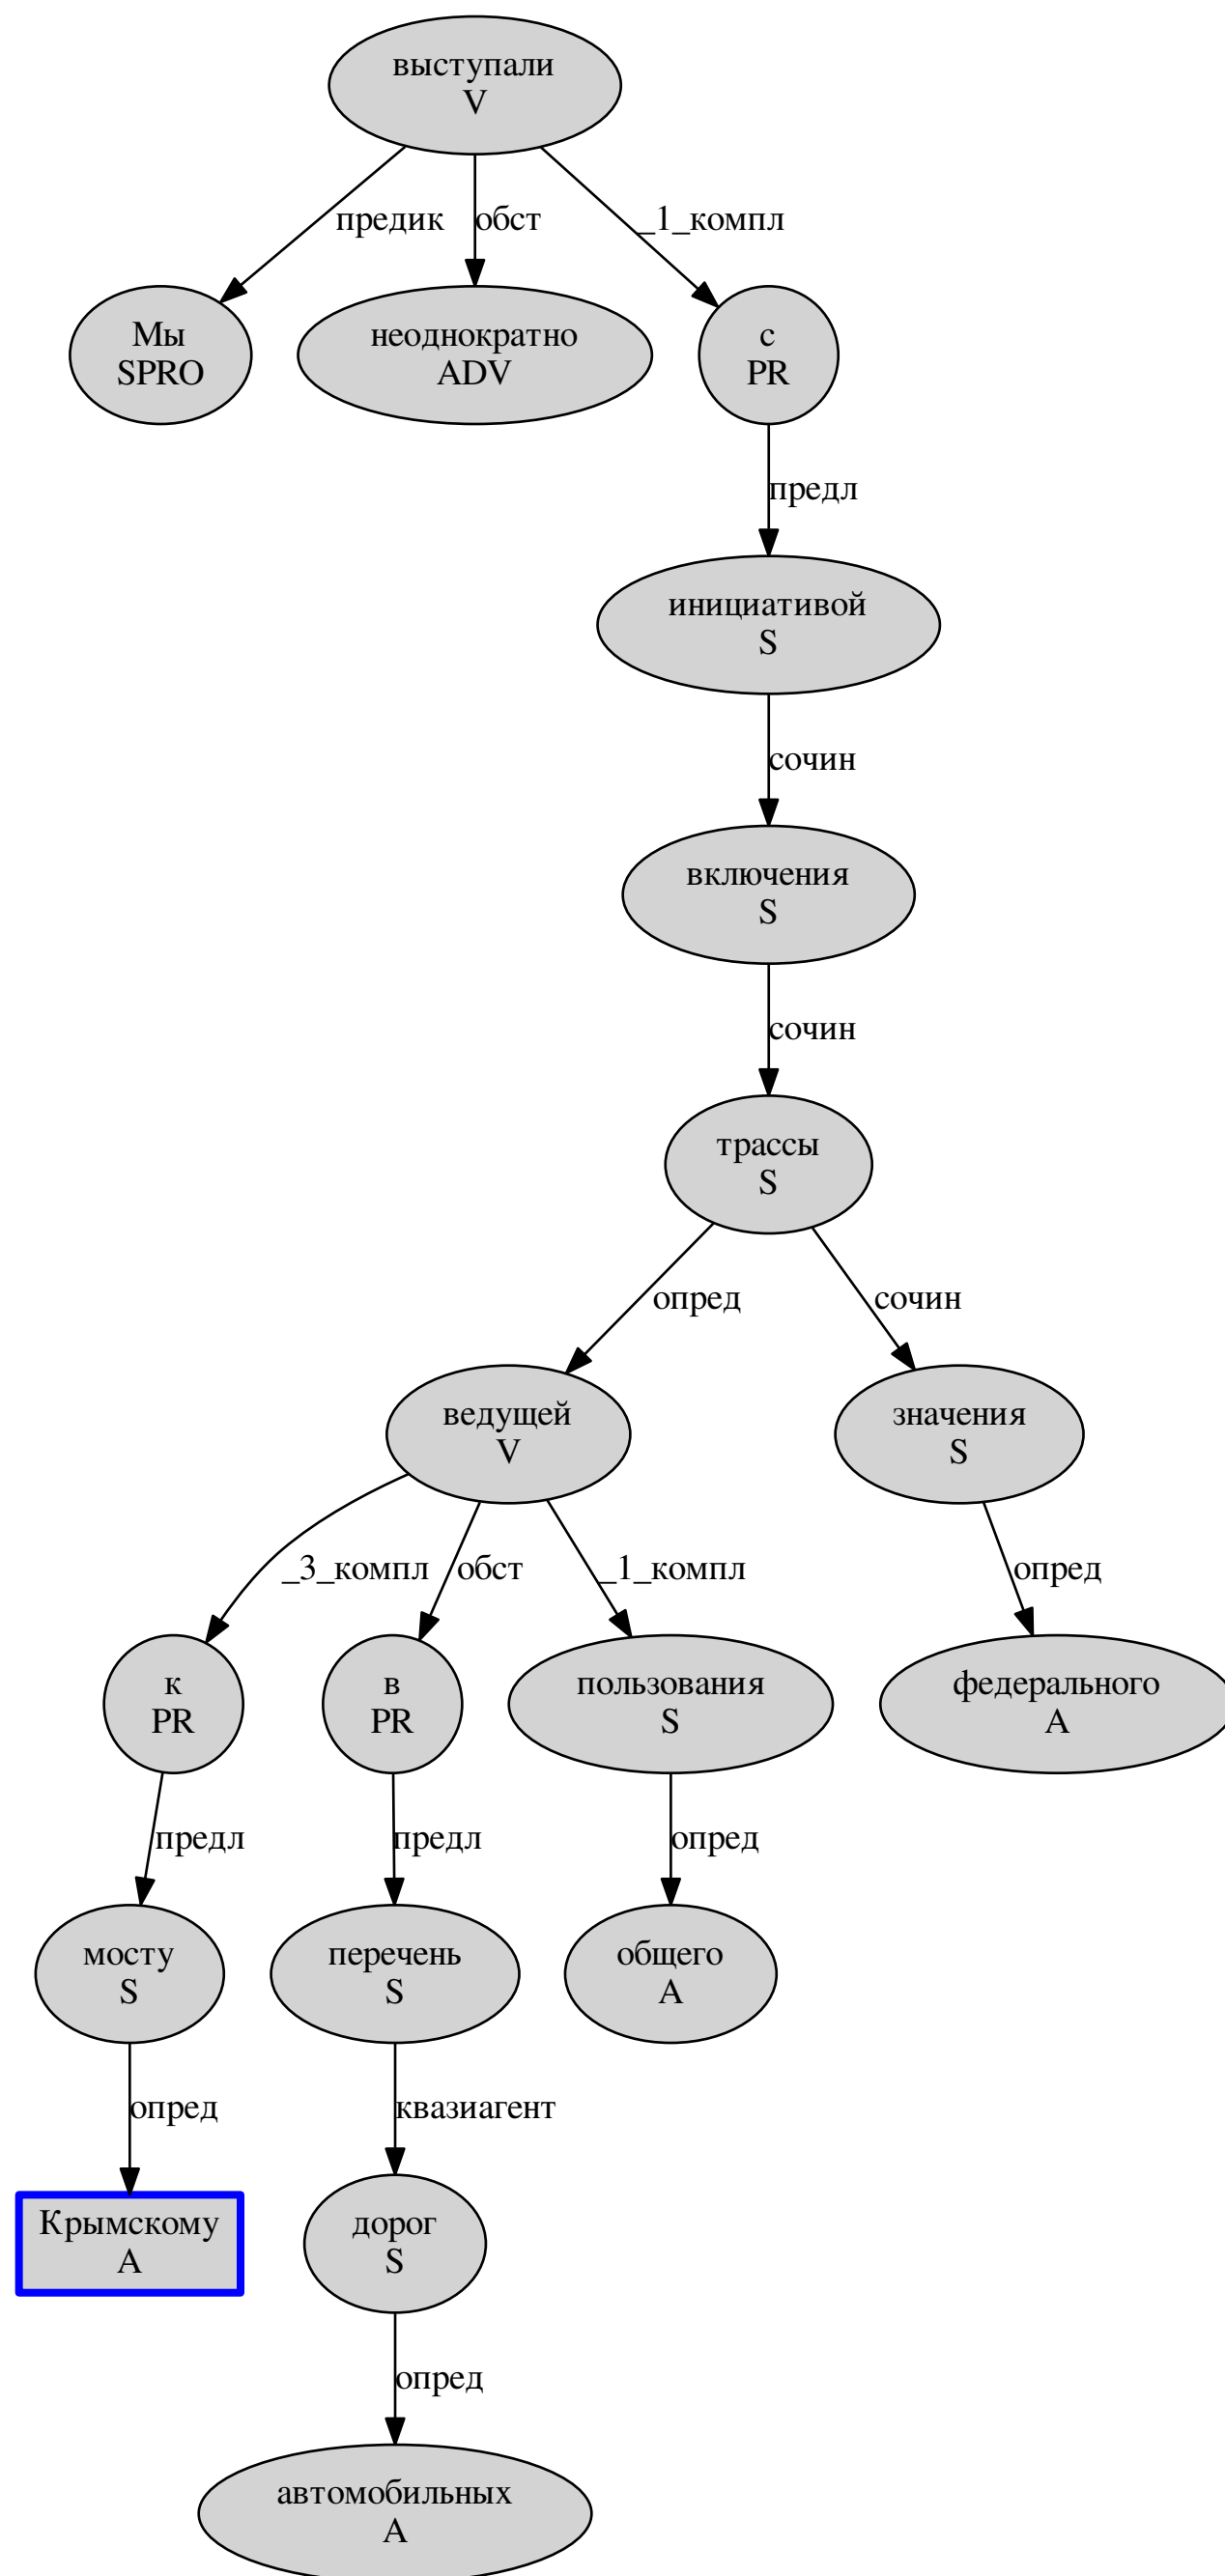 выступали
V
предик
обст
_1_компл
Мы
SPRO
неоднократно
ADV
с
PR
предл
инициативой
S
сочин
включения
S
сочин
трассы
S
опред
сочин
ведущей
V
значения
S
_3_компл
обст
_1_компл
опред
к
PR
в
PR
пользования
S
федерального
A
предл
предл
опред
мосту
S
перечень
S
общего
A
опред
квазиагент
Крымскому
A
дорог
S
опред
автомобильных
A